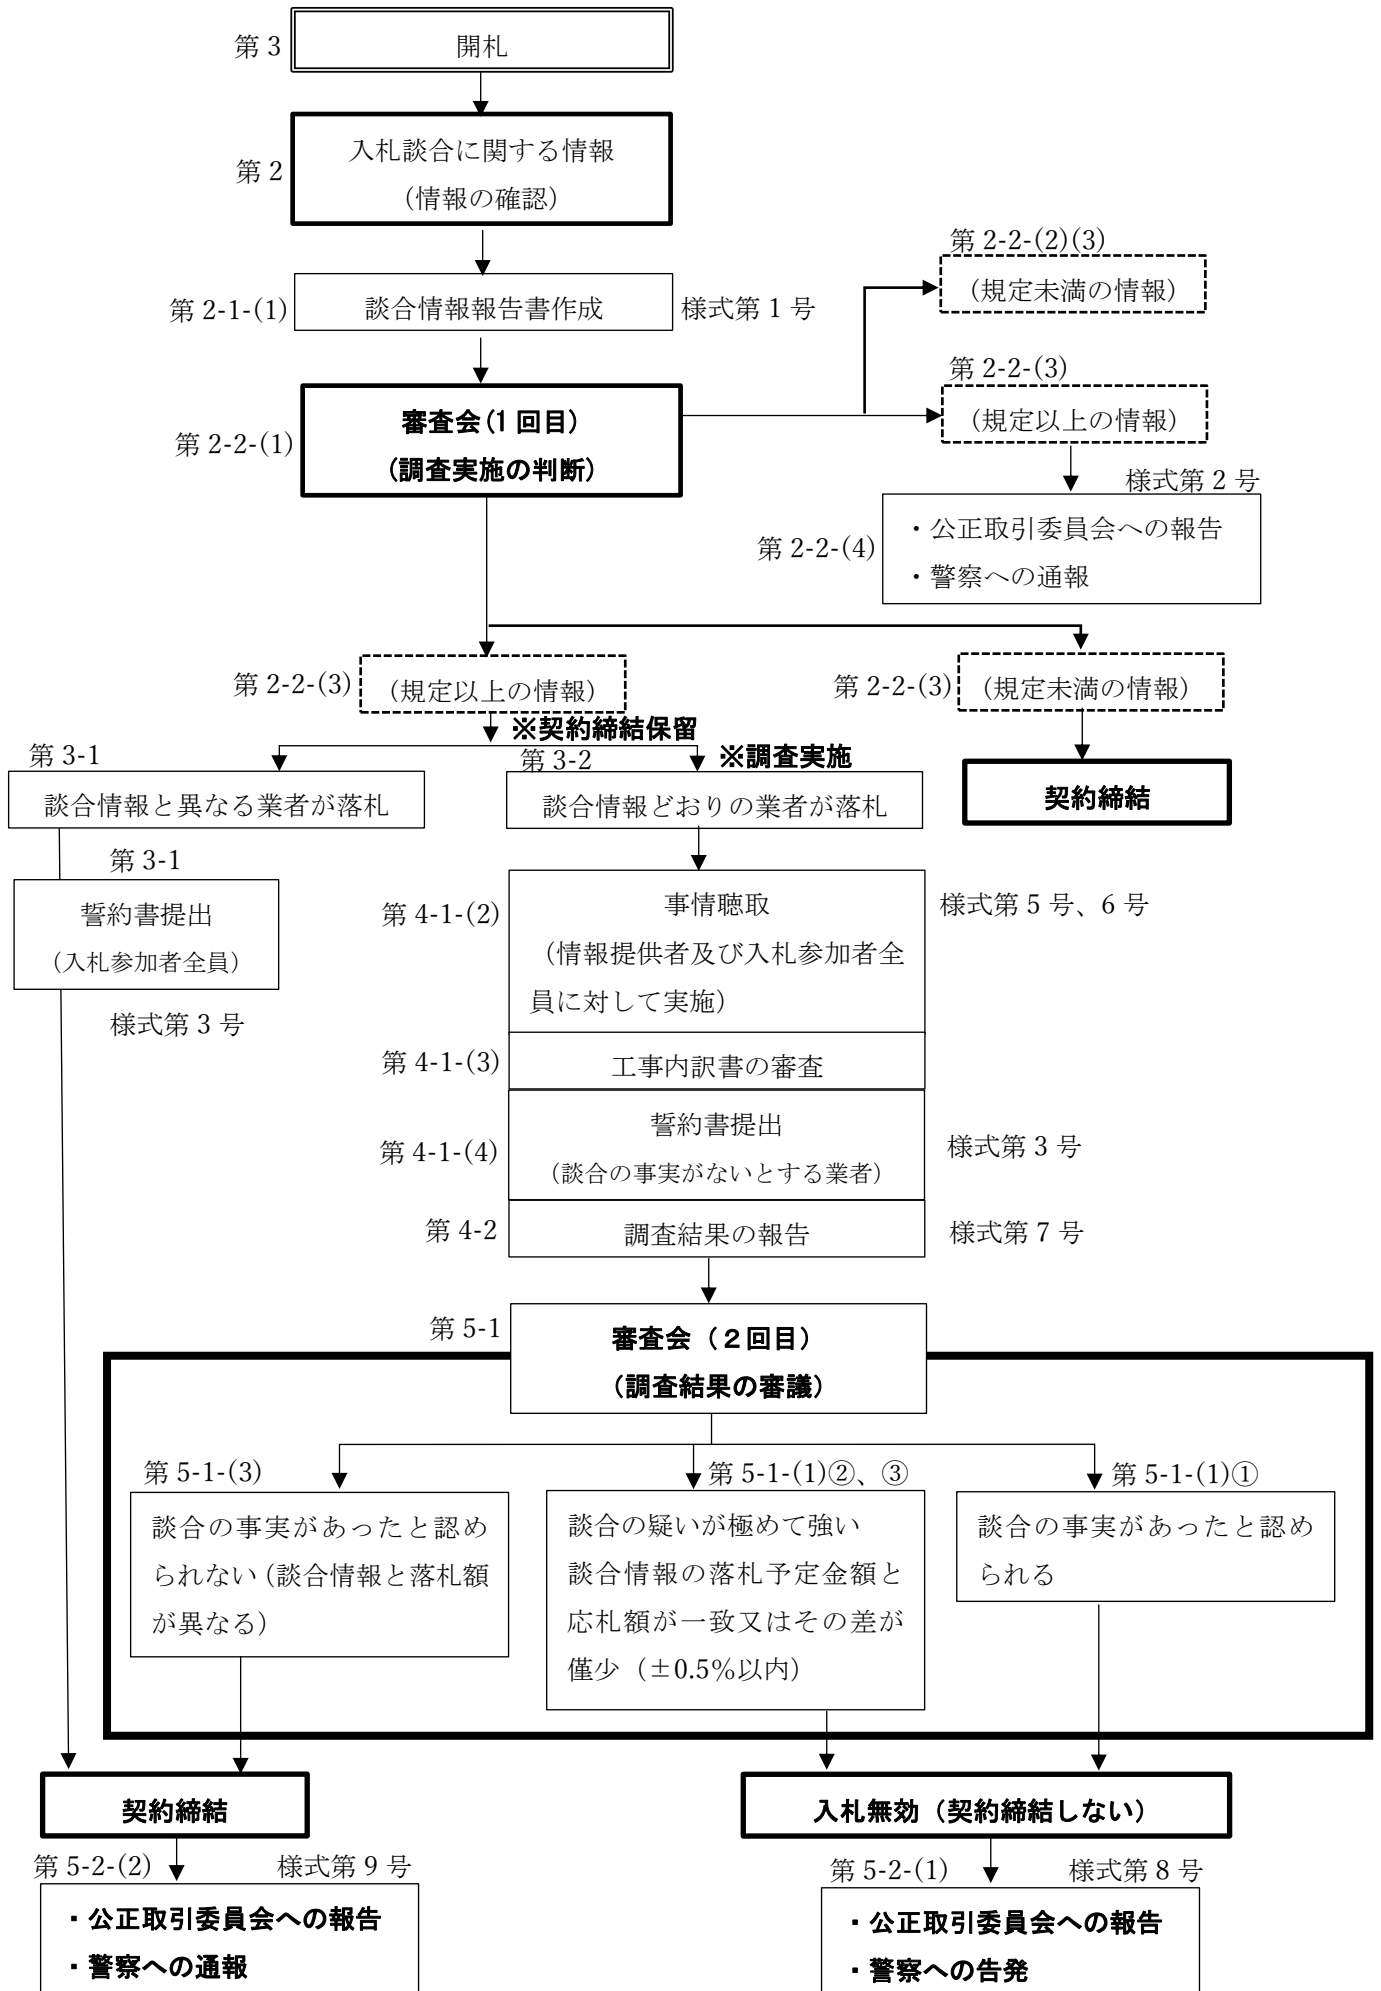 第 3
開札
第 2
入札談合に関する情報
（情報の確認）
第 2-2-(2)(3)
（規定未満の情報）
第 2-1-(1)
談合情報報告書作成
様式第 1 号
第 2-2-(3)
（規定以上の情報）
第 2-2-(1)
審査会(1 回目)
(調査実施の判断)
様式第 2 号
第 2-2-(4)
・公正取引委員会への報告
・警察への通報
第 2-2-(3)
（規定以上の情報）
第 2-2-(3)
（規定未満の情報）
※契約締結保留
第 3-1
第 3-2
※調査実施
談合情報と異なる業者が落札
談合情報どおりの業者が落札
契約締結
第 3-1
誓約書提出
（入札参加者全員）
様式第 3 号
第 4-1-(2)
事情聴取
（情報提供者及び入札参加者全
員に対して実施）
様式第 5 号、6 号
第 4-1-(3)
工事内訳書の審査
第 4-1-(4)
誓約書提出
（談合の事実がないとする業者）
様式第 3 号
第 4-2
調査結果の報告
様式第 7 号
第 5-1
審査会（２回目）
（調査結果の審議）
第 5-1-(3)
談合の事実があったと認め
られない（談合情報と落札額
が異なる）
第 5-1-(1)②、③
談合の疑いが極めて強い
談合情報の落札予定金額と
応札額が一致又はその差が
僅少（±0.5％以内）
第 5-1-(1)①
談合の事実があったと認め
られる
契約締結
入札無効（契約締結しない）
第 5-2-(2)
様式第 9 号
・公正取引委員会への報告
・警察への通報
第 5-2-(1)
様式第 8 号
・公正取引委員会への報告
・警察への告発